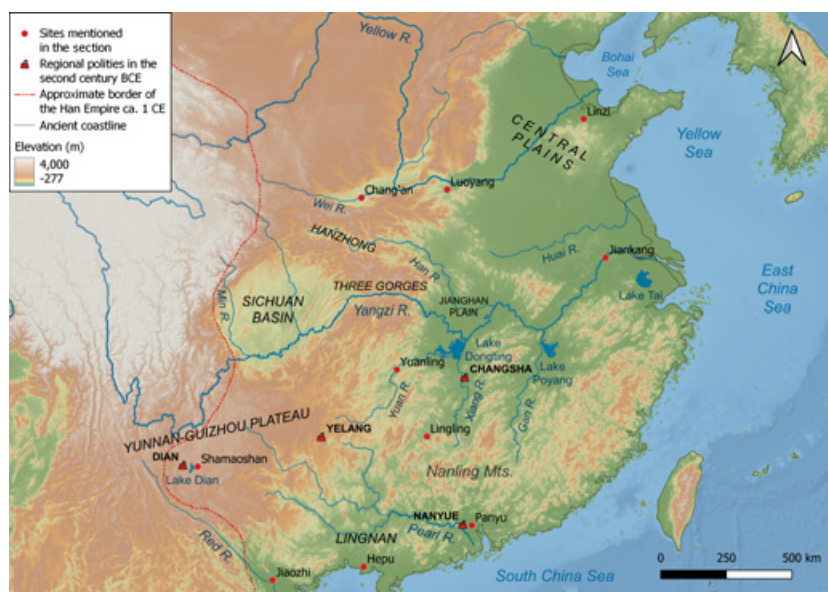 Sites mentioned
in the section
Regional polities in the
second century BCE
Approximate border of
the Han Empire ca. 1 CE
Ancient coastline
Elevation (m)
4,000
-277
Yellow R.
Bohai
Sea
Linzi
CENTRAL
PLAINS
Yellow
Sea
Chang'an
Luoyang
Wei R.
HANZHONG
Han R.
Huai R.
Jiankang
Lake Tai
East
China
Sea
Min R.
SICHUAN
BASIN
THREE GORGES
Yangzi R.
JIANGHAN
PLAIN
Lake
Dongting
Yuanling
CHANGSHA
Lake
Poyang
Yuan R.
Xiang R.
Gun R.
YUNNAN-GUIZHOU PLATEAU
YELANG
Lingling
DIAN
Shamaoshan
Lake Dian
Nanling Mts.
NANYUE
Panyu
Pearl R.
LINGNAN
Red R.
Hepu
Jiaozhi
South China Sea
0
250
500 km